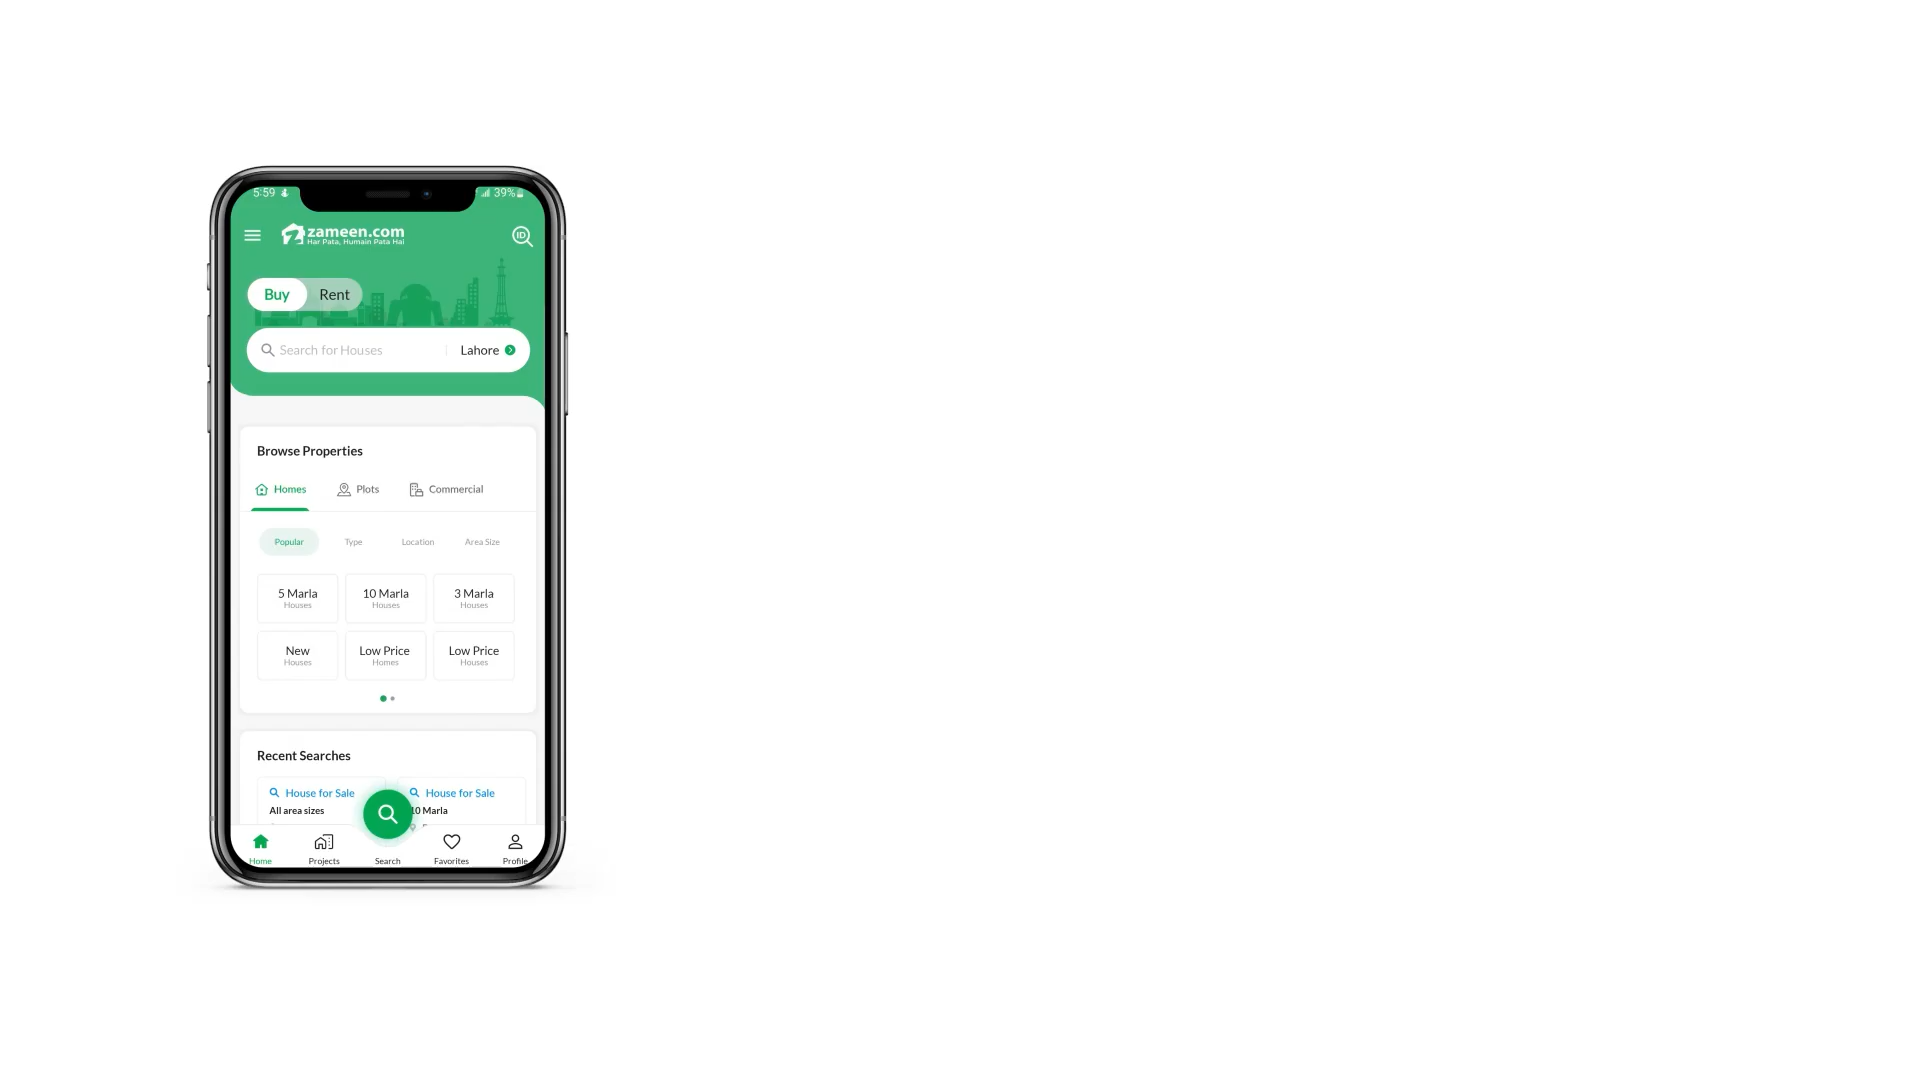 5:59
39%
zameen.com
Har Pata, Humain Pata Hai
ID
Buy Rent
Search for Houses Lahore
Browse Properties
Homes Plots Commercial
Popular Type Location Area Size
5 Marla 10 Marla 3 Marla
Houses Houses Houses
New Low Price Low Price
Houses Homes Houses
Recent Searches
House for Sale House for Sale
All area sizes 10 Marla
Home Projects Search Favorites Profile